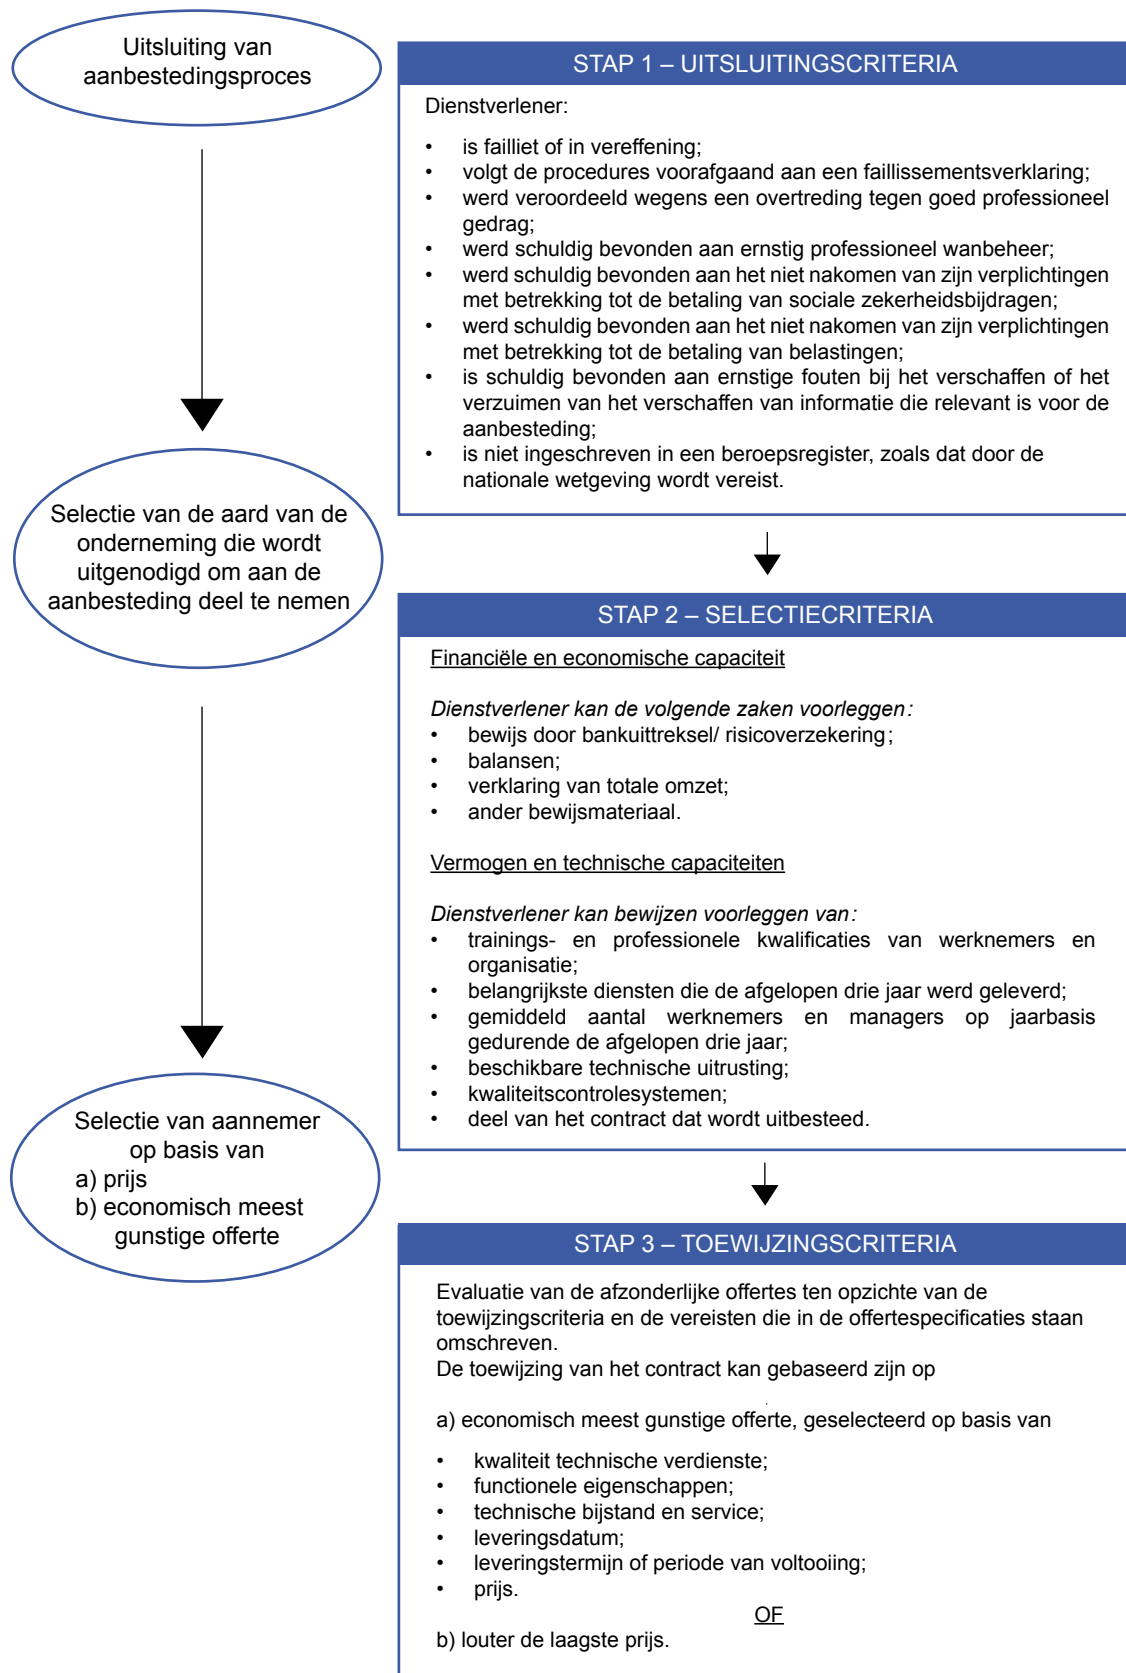 Uitsluiting van
aanbestedingsproces
STAP 1 – UITSLUITINGSCRITERIA
Dienstverlener:
• is failliet of in vereffening;
• volgt de procedures voorafgaand aan een faillissementsverklaring;
• werd veroordeeld wegens een overtreding tegen goed professioneel
gedrag;
• werd schuldig bevonden aan ernstig professioneel wanbeheer;
• werd schuldig bevonden aan het niet nakomen van zijn verplichtingen
met betrekking tot de betaling van sociale zekerheidsbijdragen;
• werd schuldig bevonden aan het niet nakomen van zijn verplichtingen
met betrekking tot de betaling van belastingen;
• is schuldig bevonden aan ernstige fouten bij het verschaffen of het
verzuimen van het verschaffen van informatie die relevant is voor de
aanbesteding;
• is niet ingeschreven in een beroepsregister, zoals dat door de
nationale wetgeving wordt vereist.
Selectie van de aard van de
onderneming die wordt
uitgenodigd om aan de
aanbesteding deel te nemen
STAP 2 – SELECTIECRITERIA
Financiële en economische capaciteit
Dienstverlener kan de volgende zaken voorleggen:
• bewijs door bankuittreksel/ risicoverzekering;
• balansen;
• verklaring van totale omzet;
• ander bewijsmateriaal.
Vermogen en technische capaciteiten
Dienstverlener kan bewijzen voorleggen van:
• trainings- en professionele kwalificaties van werknemers en
organisatie;
• belangrijkste diensten die de afgelopen drie jaar werd geleverd;
• gemiddeld aantal werknemers en managers op jaarbasis
gedurende de afgelopen drie jaar;
• beschikbare technische uitrusting;
• kwaliteitscontrolesystemen;
• deel van het contract dat wordt uitbesteed.
Selectie van aannemer
op basis van
a) prijs
b) economisch meest
gunstige offerte
STAP 3 – TOEWIJZINGSCRITERIA
Evaluatie van de afzonderlijke offertes ten opzichte van de
toewijzingscriteria en de vereisten die in de offertespecificaties staan
omschreven.
De toewijzing van het contract kan gebaseerd zijn op
a) economisch meest gunstige offerte, geselecteerd op basis van
• kwaliteit technische verdienste;
• functionele eigenschappen;
• technische bijstand en service;
• leveringsdatum;
• leveringstermijn of periode van voltooiing;
• prijs.
OF
b) louter de laagste prijs.